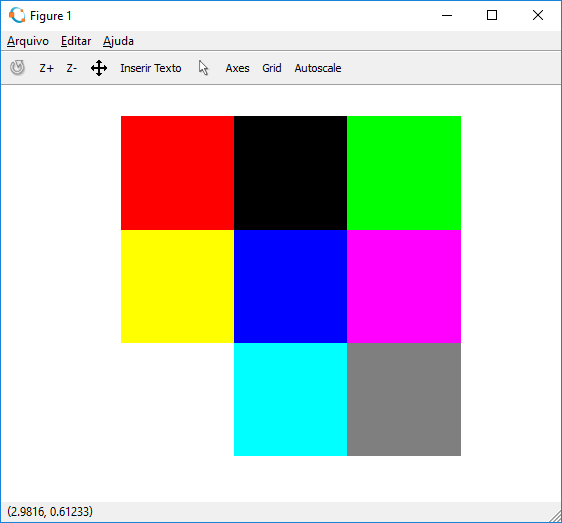 Figure 1
Arquivo Editar Ajuda
Z+ Z- Inserir Texto Axes Grid Autoscale
(2.9816, 0.61233)